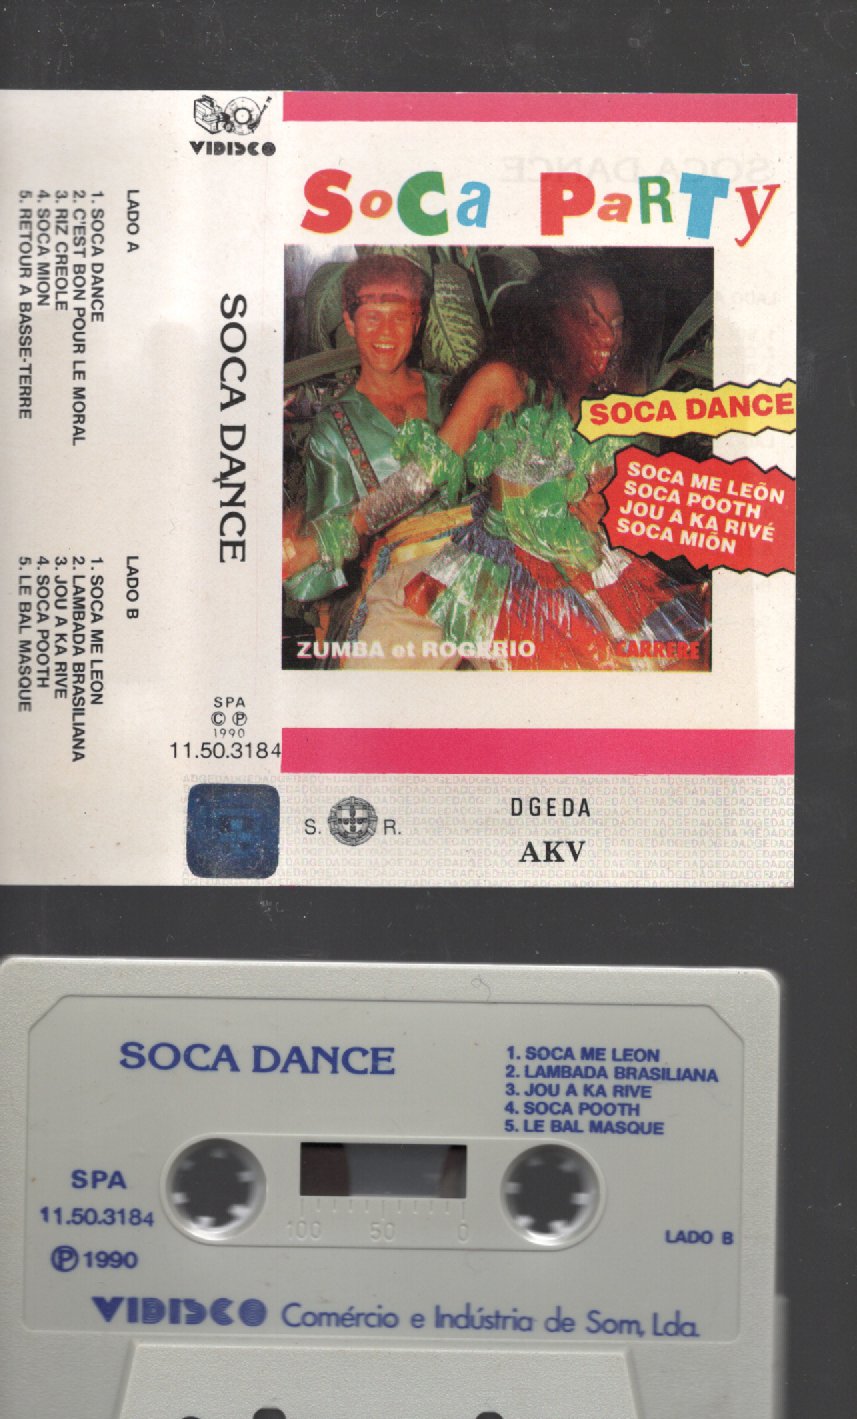 VIDISCO
SOCA PARTY
LADO A
1. SOCA DANCE
2. C'EST BON POUR LE MORAL
3. RIZ CREOLE
4. SOCA MION
5. RETOUR A BASSE-TERRE
LADO B
1. SOCA ME LEON
2. LAMBADA BRASILIANA
3. JOU A KA RIVE
4. SOCA POOTH
5. LE BAL MASQUE
SOCA DANCE
SPA
© ℗
1990
11.50.3184
SOCA DANCE
SOCA ME LEÕN
SOCA POOTH
JOU A KA RIVÉ
SOCA MIÕN
ZUMBA et ROGERIO
CARRERE
S. R.
DGEDA
AKV
SOCA DANCE
1. SOCA ME LEON
2. LAMBADA BRASILIANA
3. JOU A KA RIVE
4. SOCA POOTH
5. LE BAL MASQUE
SPA
11.50.3184
℗ 1990
100 50 0
LADO B
VIDISCO Comércio e Indústria de Som, Lda.